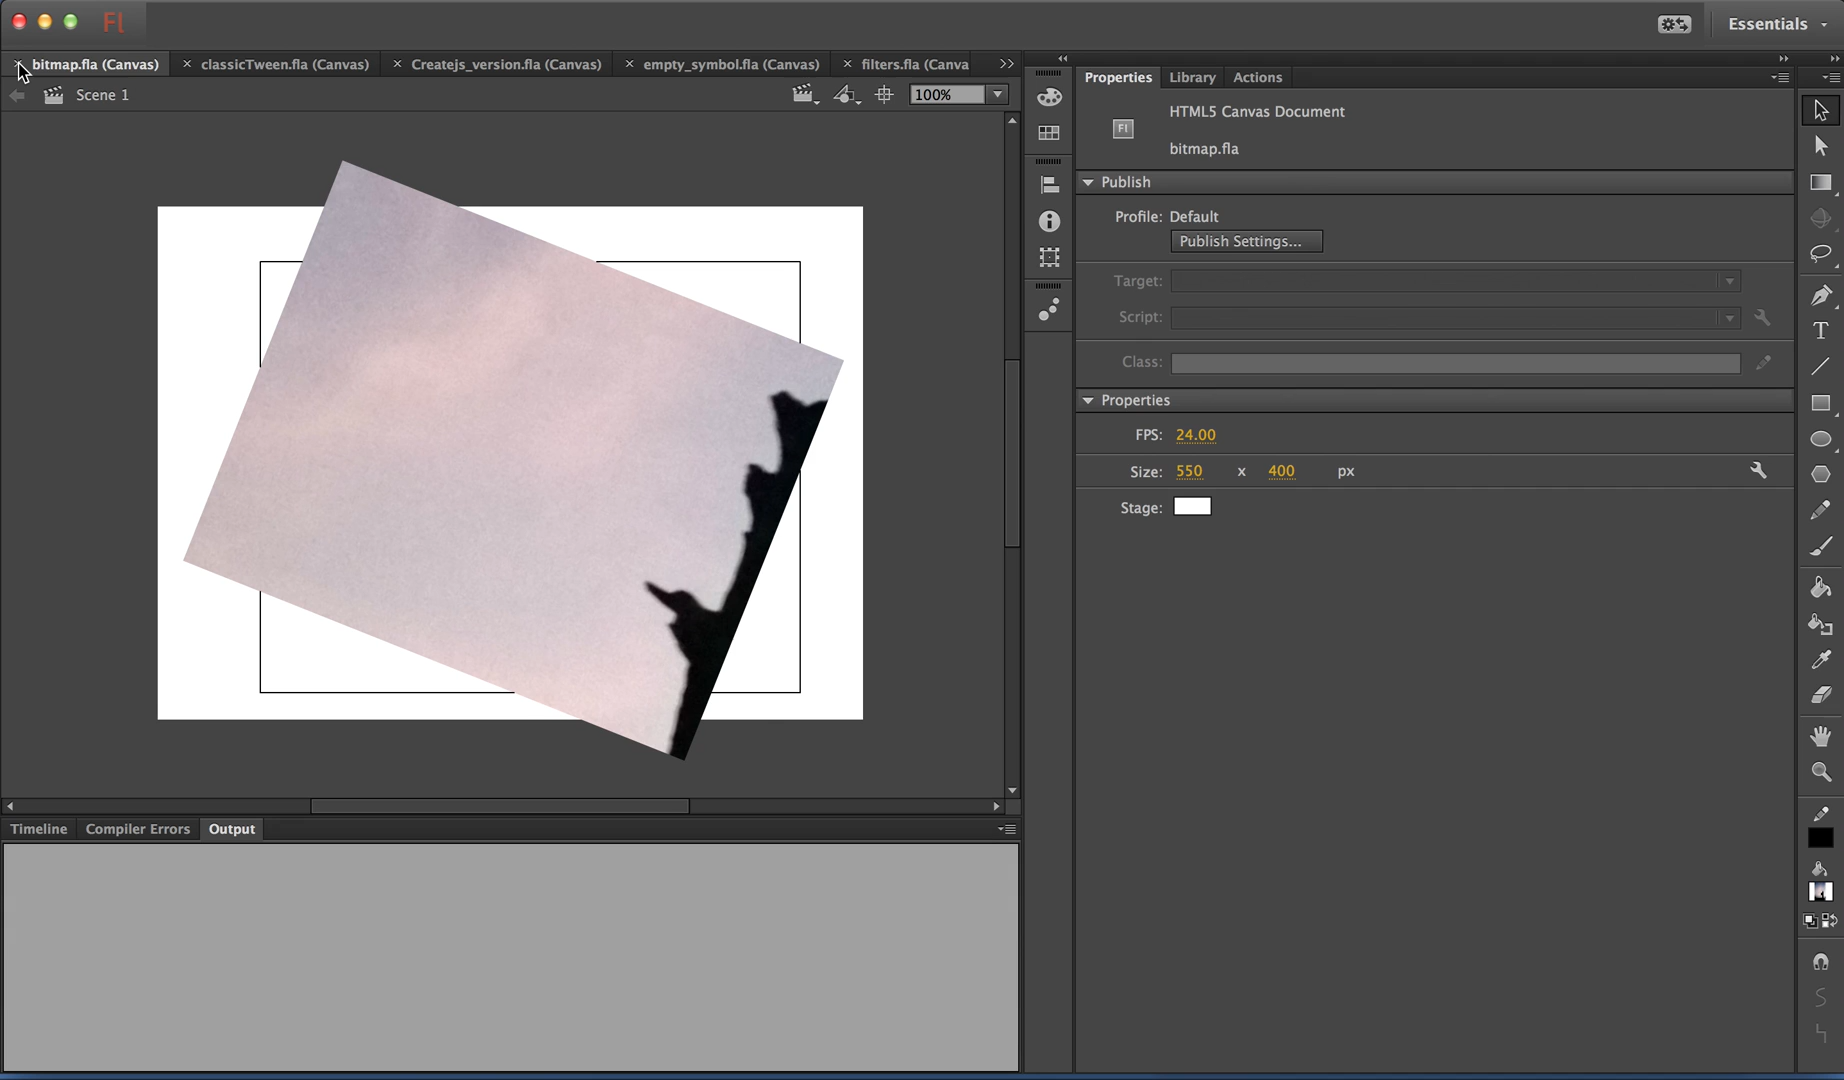 Fl
Essentials
bitmap.fla (Canvas)
classicTween.fla (Canvas)
Createjs_version.fla (Canvas)
empty_symbol.fla (Canvas)
filters.fla (Canva
Scene 1
100%
Properties
Library
Actions
HTML5 Canvas Document
Fl
bitmap.fla
Publish
Profile: Default
Publish Settings...
Target:
Script:
Class:
Properties
FPS: 24.00
Size: 550 x 400 px
Stage:
T
Timeline
Compiler Errors
Output